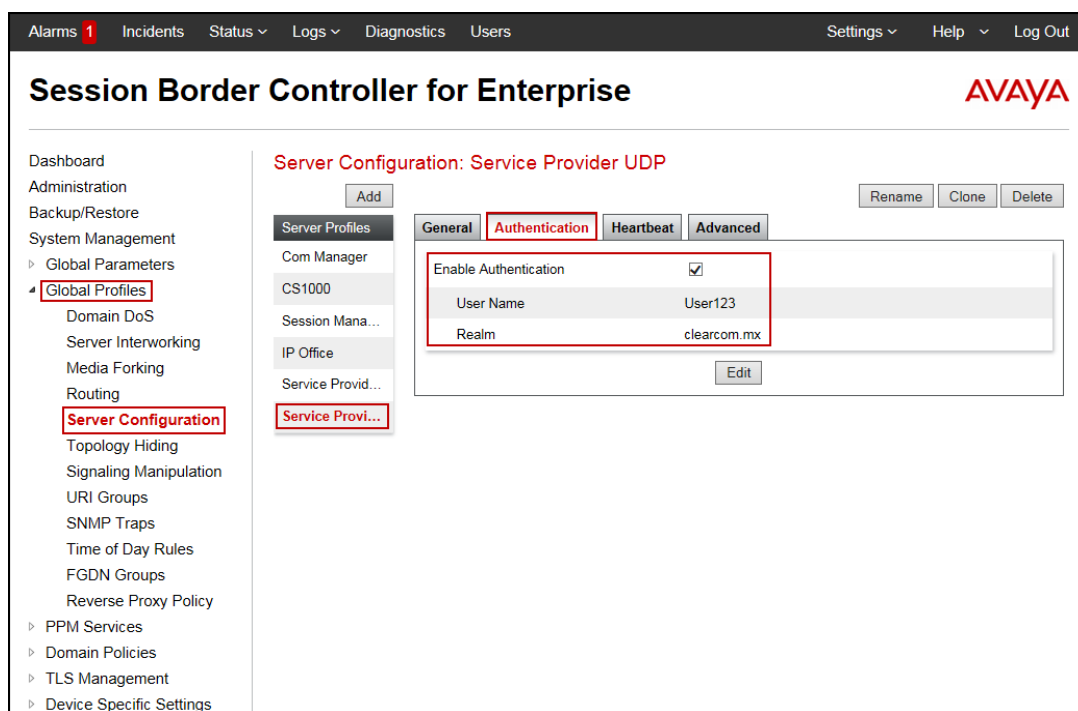 Alarms 1 Incidents Status Logs Diagnostics Users Settings Help Log Out
Session Border Controller for Enterprise
AVAYA
Dashboard
Administration
Backup/Restore
System Management
Global Parameters
Global Profiles
Domain DoS
Server Interworking
Media Forking
Routing
Server Configuration
Topology Hiding
Signaling Manipulation
URI Groups
SNMP Traps
Time of Day Rules
FGDN Groups
Reverse Proxy Policy
PPM Services
Domain Policies
TLS Management
Device Specific Settings
Server Configuration: Service Provider UDP
Add
Rename Clone Delete
Server Profiles
Com Manager
CS1000
Session Mana...
IP Office
Service Provid...
Service Provi...
General Authentication Heartbeat Advanced
Enable Authentication
User Name User123
Realm clearcom.mx
Edit